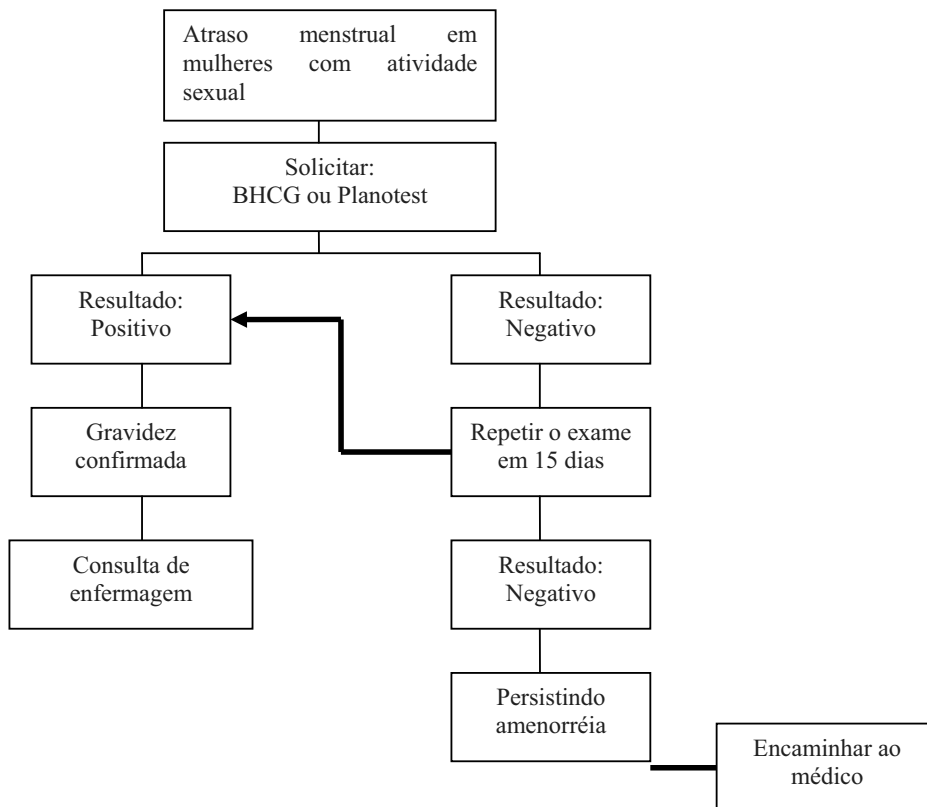 Atraso menstrual em
mulheres com atividade
sexual
Solicitar:
BHCG ou Planotest
Resultado:
Positivo
Resultado:
Negativo
Gravidez
confirmada
Repetir o exame
em 15 dias
Consulta de
enfermagem
Resultado:
Negativo
Persistindo
amenorréia
Encaminhar ao
médico